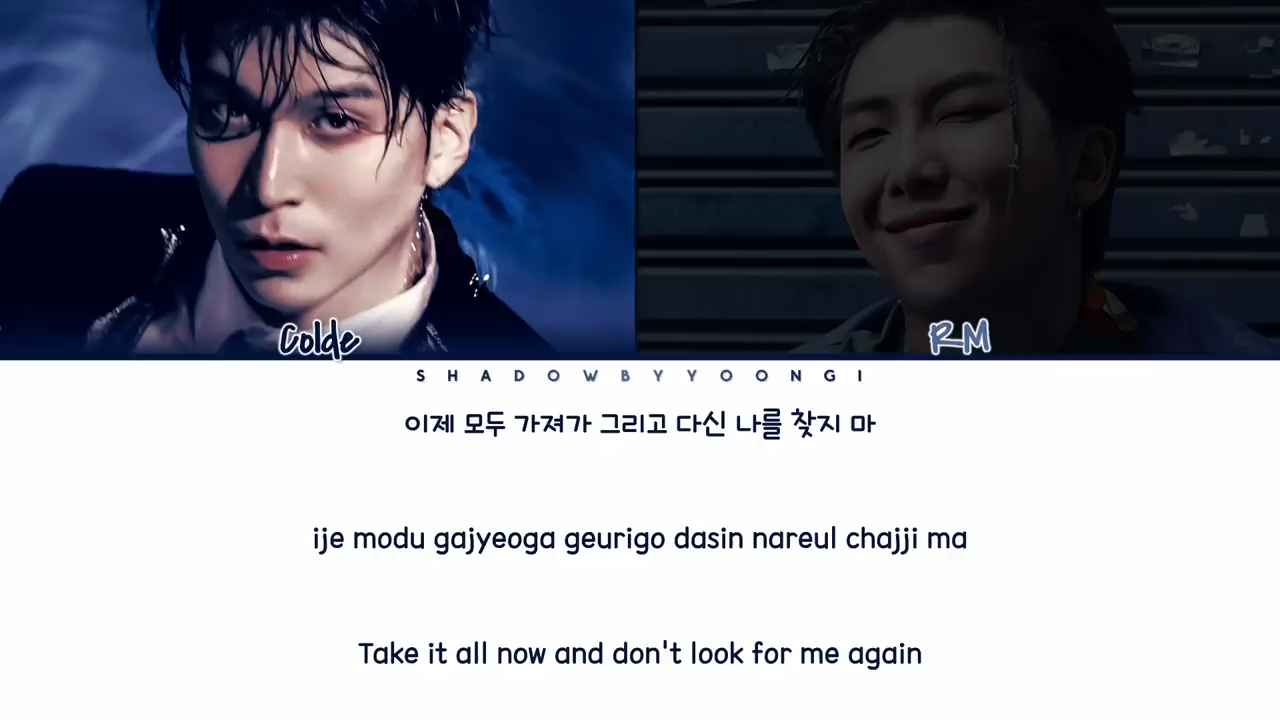 Colde
RM
SHADOWBYYOONGI
이제 모두 가져가 그리고 다신 나를 찾지 마
ije modu gajyeoga geurigo dasin nareul chajji ma
Take it all now and don't look for me again